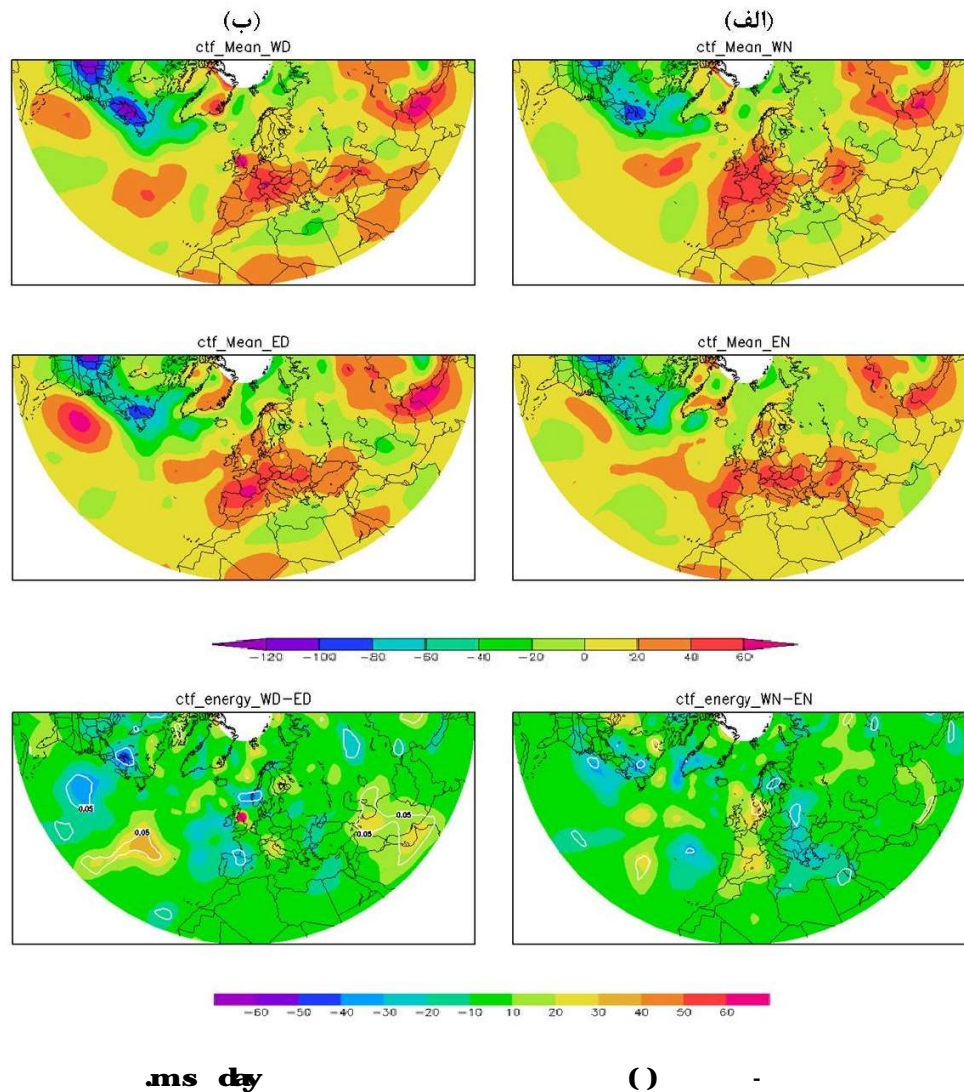 (ب) (الف)
ctf_Mean_WD ctf_Mean_WN
ctf_Mean_ED ctf_Mean_EN
-120 -100 -80 -60 -40 -20 0 20 40 60
ctf_energy_WD-ED ctf_energy_WN-EN
0.05 0.05 0.05 0.05
-60 -50 -40 -30 -20 -10 10 20 30 40 50 60
.ms day () -